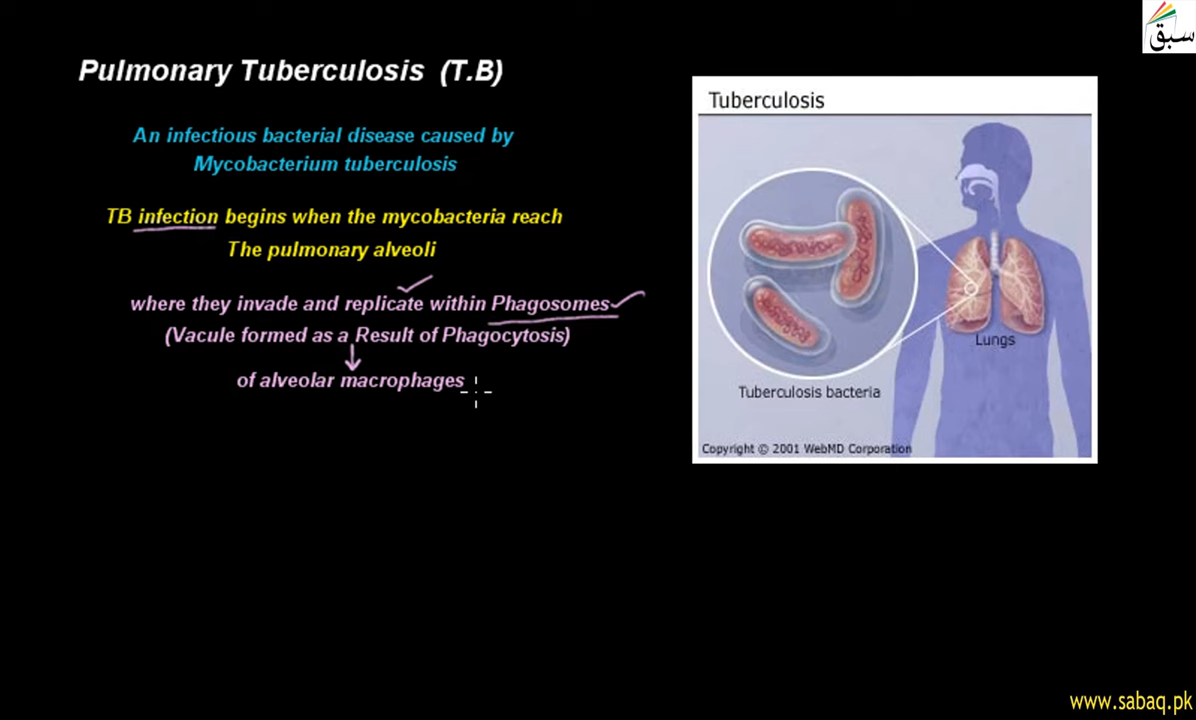 سبق
Pulmonary Tuberculosis (T.B)
An infectious bacterial disease caused by
Mycobacterium tuberculosis
TB infection begins when the mycobacteria reach
The pulmonary alveoli
where they invade and replicate within Phagosomes
(Vacule formed as a Result of Phagocytosis)
of alveolar macrophages
Tuberculosis
Lungs
Tuberculosis bacteria
Copyright © 2001 WebMD Corporation
www.sabaq.pk